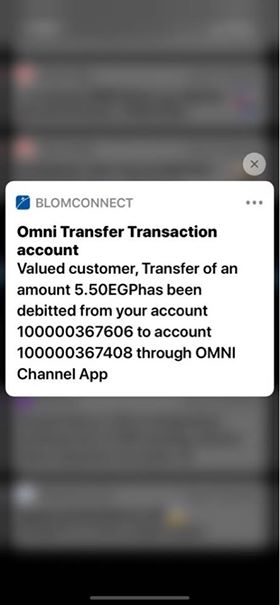 BLOMCONNECT
Omni Transfer Transaction
account
Valued customer, Transfer of an
amount 5.50EGPhas been
debitted from your account
100000367606 to account
100000367408 through OMNI
Channel App